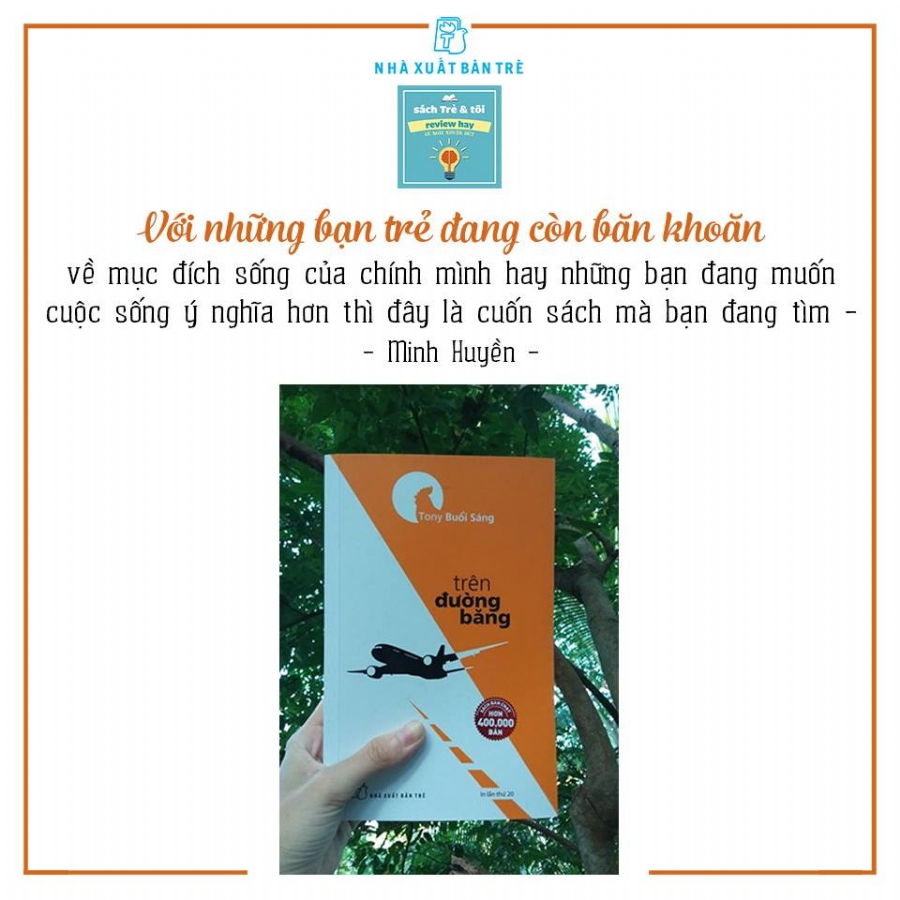 NHÀ XUẤT BẢN TRẺ
sách Trẻ & tôi
review hay
Với những bạn trẻ đang còn băn khoăn
về mục đích sống của chính mình hay những bạn đang muốn
cuộc sống ý nghĩa hơn thì đây là cuốn sách mà bạn đang tìm -
- Minh Huyền -
Tony Buổi Sáng
trên
đường
băng
SÁCH BÁN CHẠY
HƠN
400.000
BẢN
NHÀ XUẤT BẢN TRẺ
in lần thứ 20